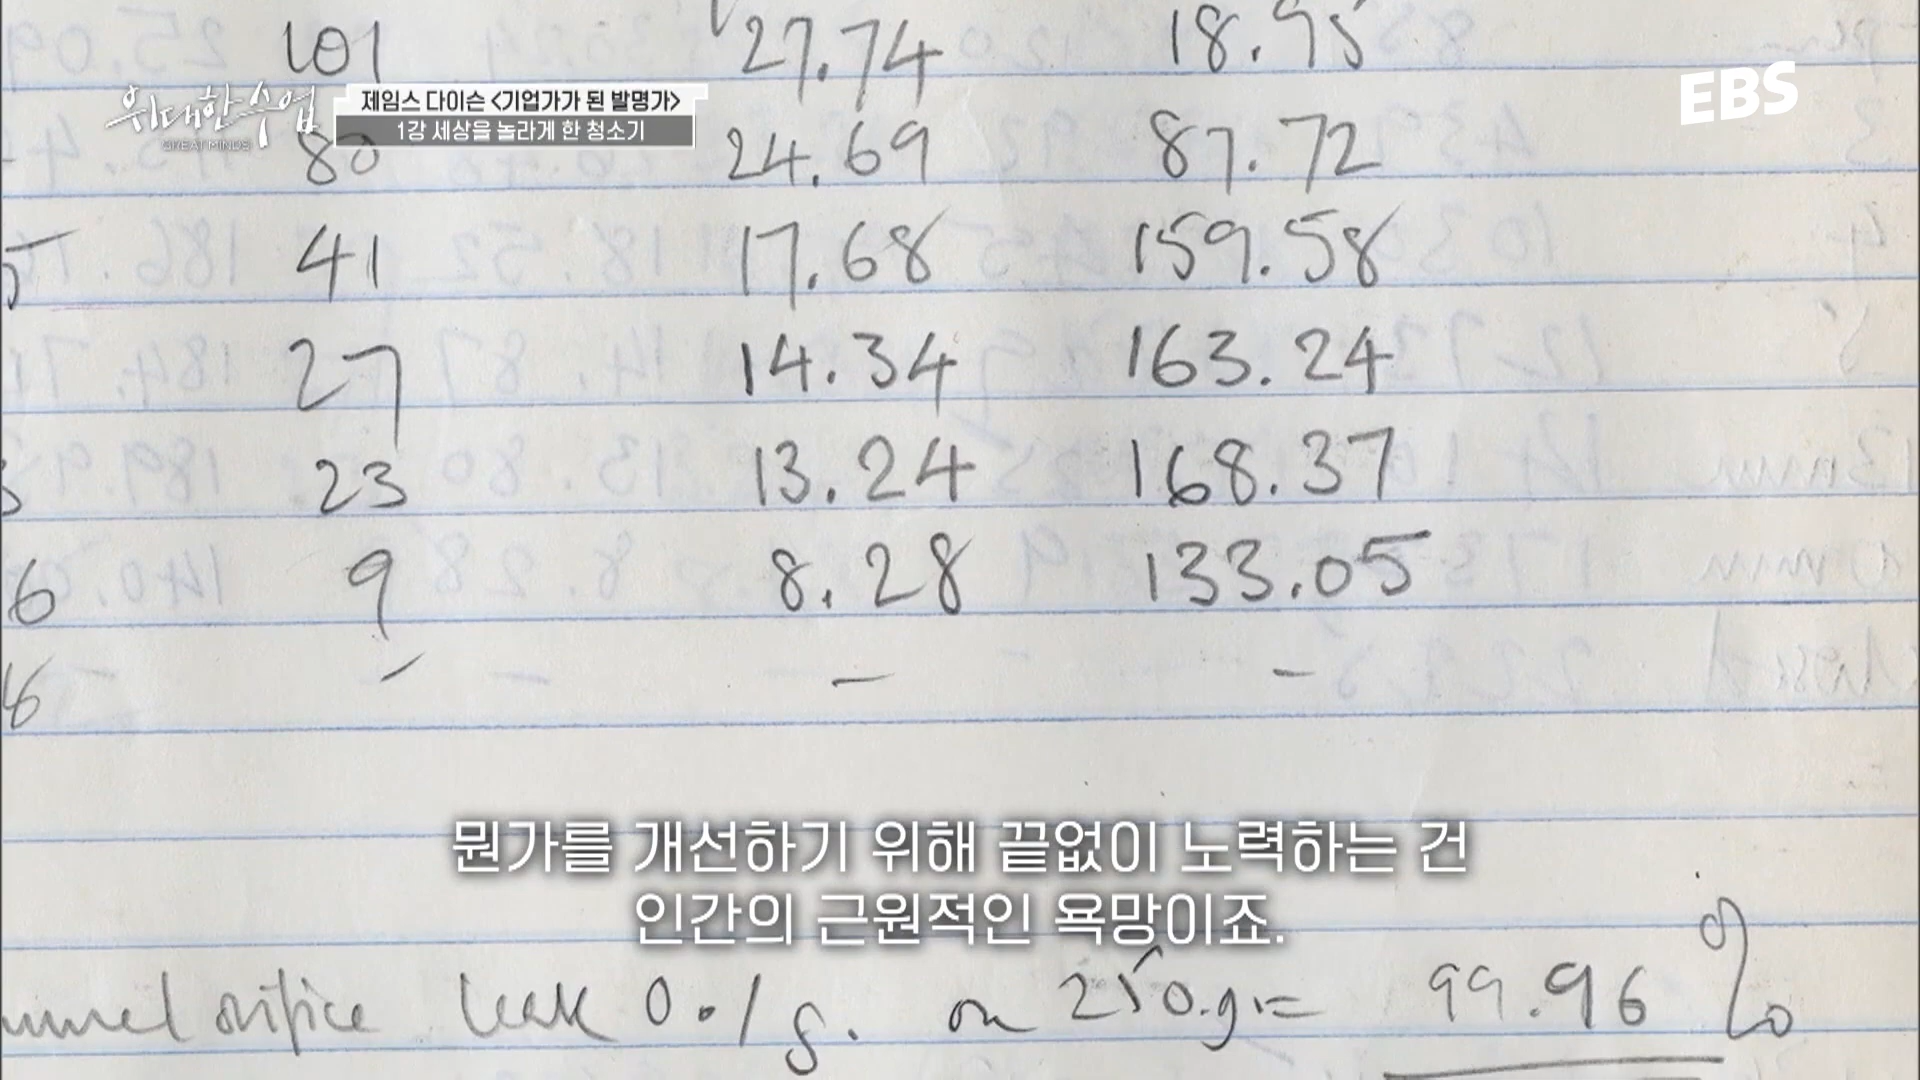 101 27.74 18.95
EBS
위대한 수업
GREAT MINDS
제임스 다이슨 <기업가가 된 발명가>
1강 세상을 놀라게 한 청소기
80 24.69 87.72
41 17.68 159.58
27 14.34 163.24
23 13.24 168.37
6 9 8.28 133.05
- - -
뭔가를 개선하기 위해 끝없이 노력하는 건
인간의 근원적인 욕망이죠.
orifice leak 0.1g. on 250g = 99.96 %